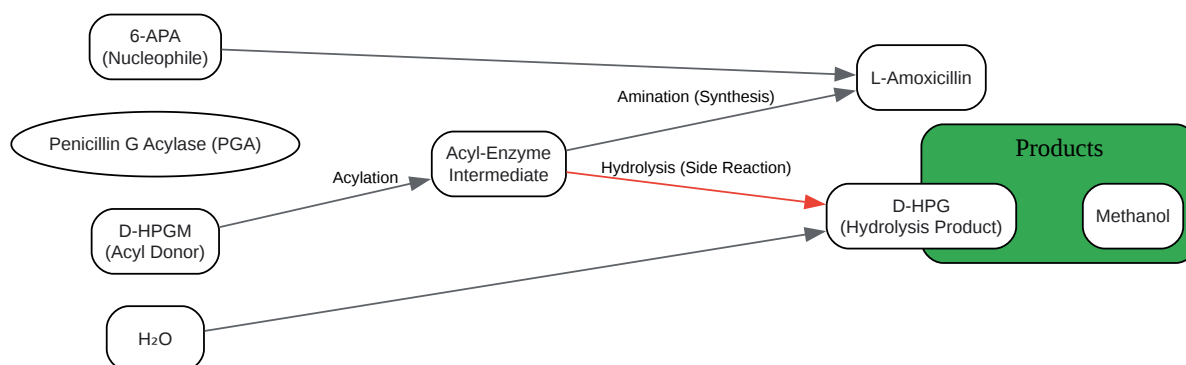 6-APA
(Nucleophile)
L-Amoxicillin
Amination (Synthesis)
Penicillin G Acylase (PGA)
Acyl-Enzyme
Intermediate
Products
Hydrolysis (Side Reaction)
Acylation
D-HPG
(Hydrolysis Product)
Methanol
D-HPGM
(Acyl Donor)
H₂O